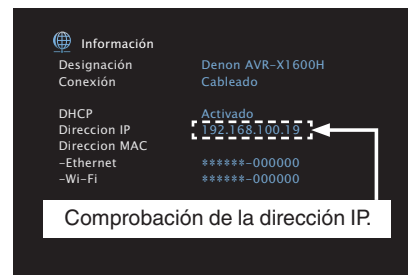 Información
Designación Denon AVR-X1600H
Conexión Cableado
DHCP Activado
Direccion IP 192.168.100.19
Direccion MAC
-Ethernet ******-000000
-Wi-Fi ******-000000
Comprobación de la dirección IP.